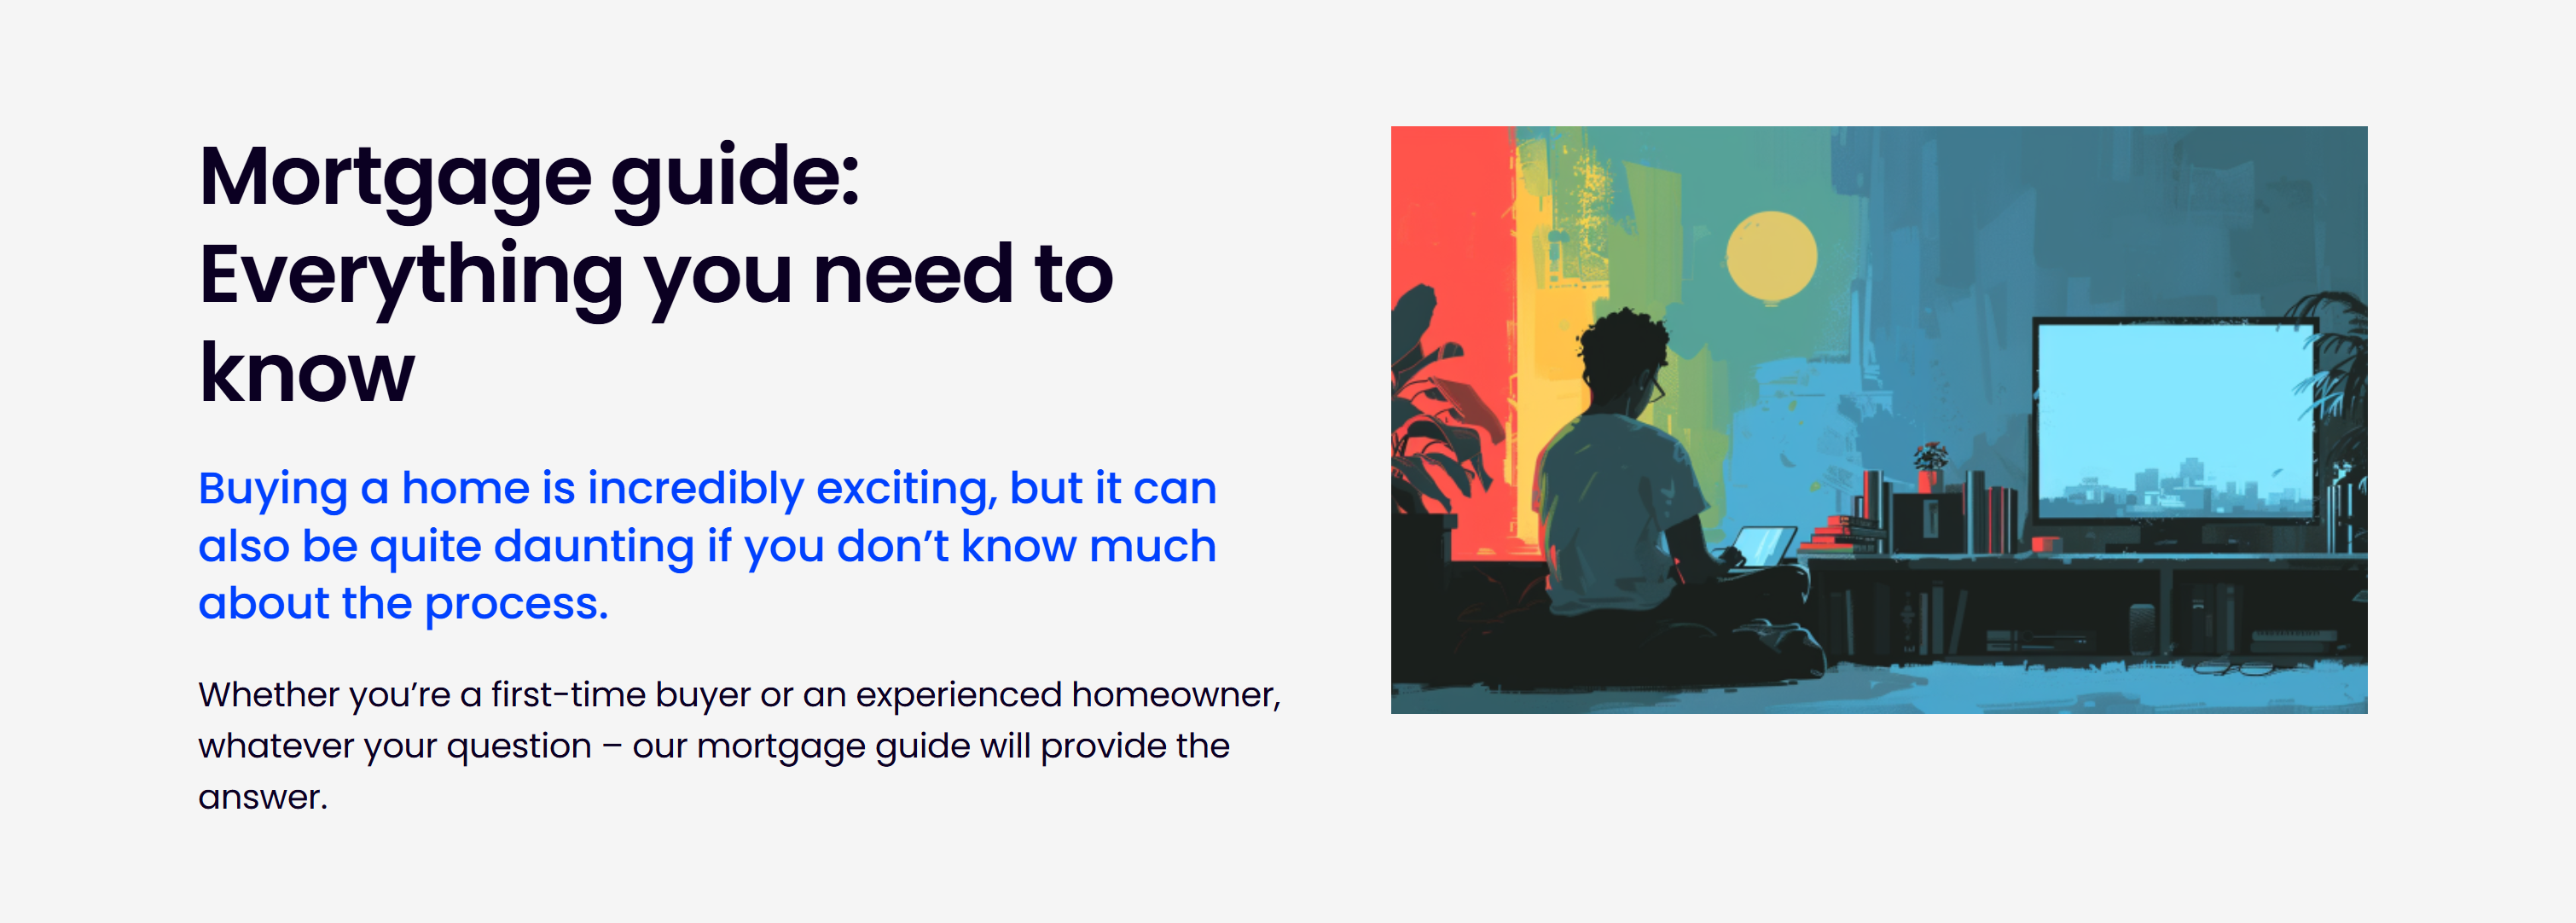 Mortgage guide:
Everything you need to
know
Buying a home is incredibly exciting, but it can
also be quite daunting if you don’t know much
about the process.
Whether you’re a first-time buyer or an experienced homeowner,
whatever your question – our mortgage guide will provide the
answer.